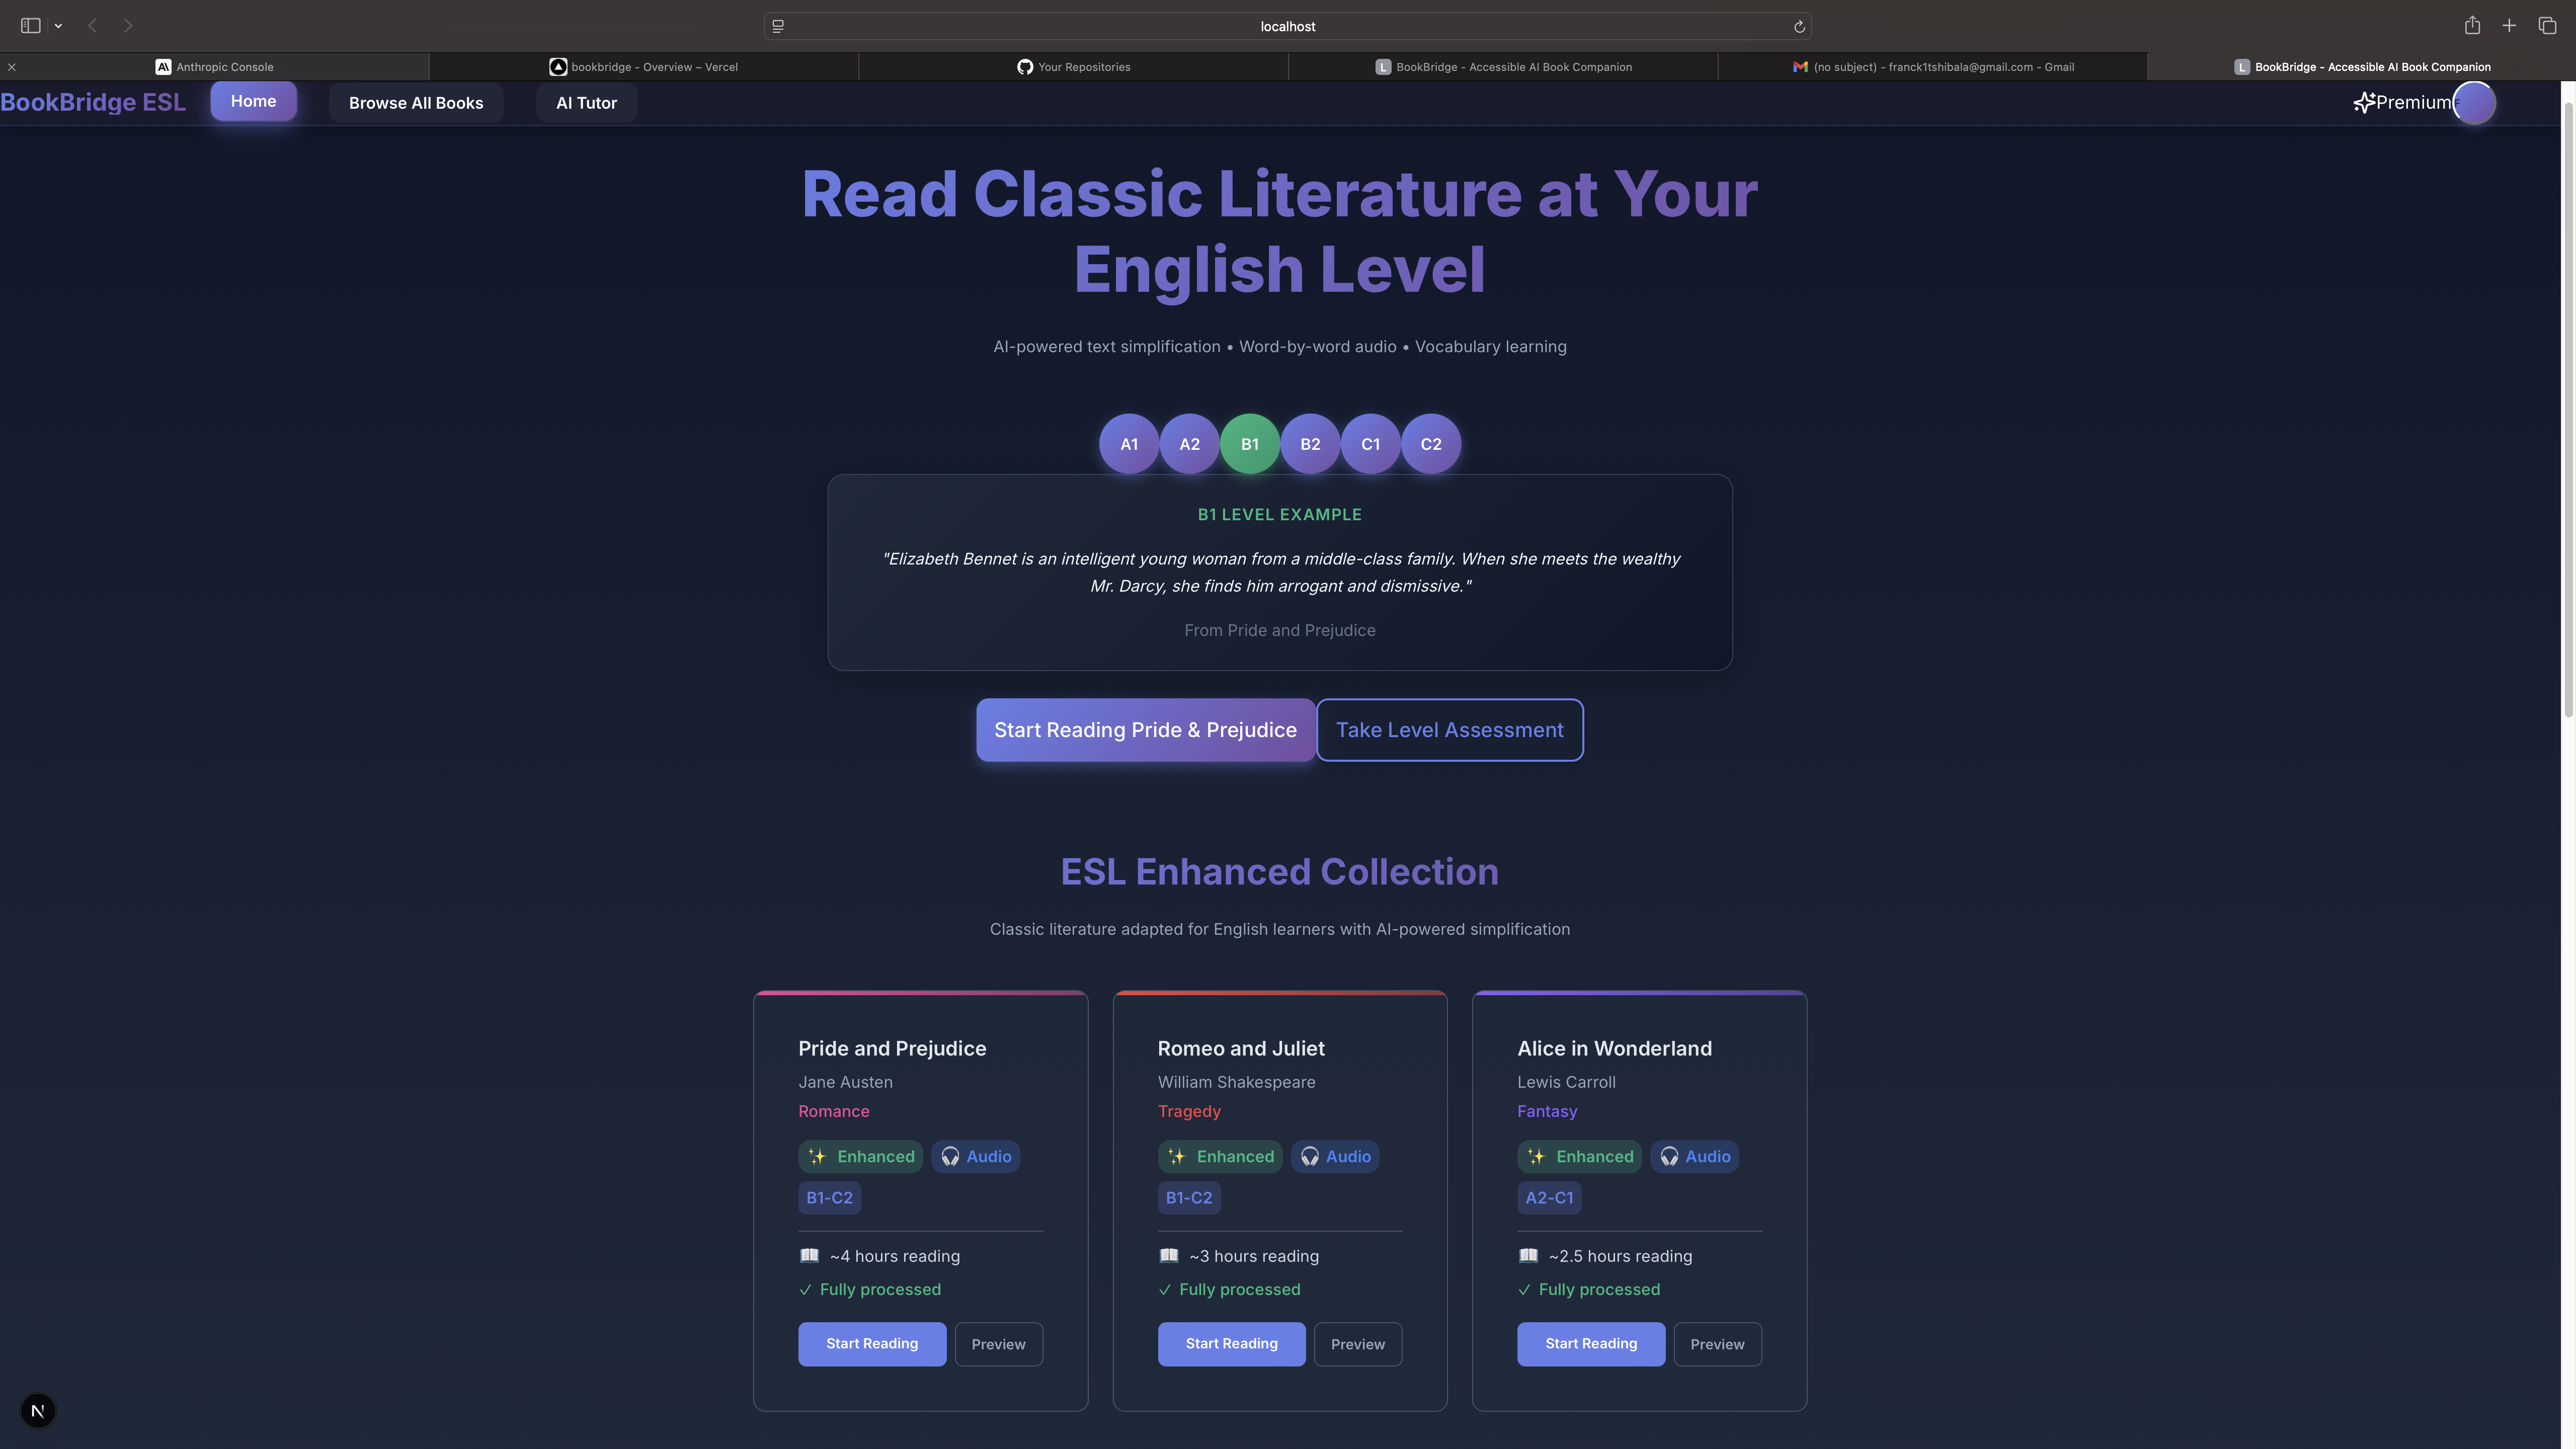 localhost
Anthropic Console
bookbridge - Overview – Vercel
Your Repositories
L BookBridge - Accessible AI Book Companion
(no subject) - franck1tshibala@gmail.com - Gmail
L BookBridge - Accessible AI Book Companion
BookBridge ESL
Home
Browse All Books
AI Tutor
Premium
F
Read Classic Literature at Your
English Level
AI-powered text simplification • Word-by-word audio • Vocabulary learning
A1 A2 B1 B2 C1 C2
B1 LEVEL EXAMPLE
"Elizabeth Bennet is an intelligent young woman from a middle-class family. When she meets the wealthy
Mr. Darcy, she finds him arrogant and dismissive."
From Pride and Prejudice
Start Reading Pride & Prejudice
Take Level Assessment
ESL Enhanced Collection
Classic literature adapted for English learners with AI-powered simplification
Pride and Prejudice
Jane Austen
Romance
✨ Enhanced
🎧 Audio
B1-C2
📖 ~4 hours reading
✓ Fully processed
Start Reading
Preview
Romeo and Juliet
William Shakespeare
Tragedy
✨ Enhanced
🎧 Audio
B1-C2
📖 ~3 hours reading
✓ Fully processed
Start Reading
Preview
Alice in Wonderland
Lewis Carroll
Fantasy
✨ Enhanced
🎧 Audio
A2-C1
📖 ~2.5 hours reading
✓ Fully processed
Start Reading
Preview
N